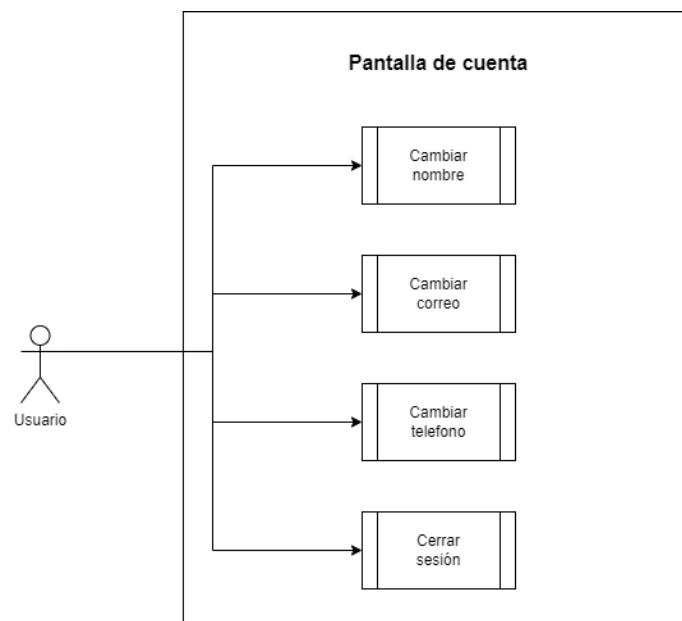 Pantalla de cuenta
Cambiar
nombre
Cambiar
correo
Usuario
Cambiar
telefono
Cerrar
sesión